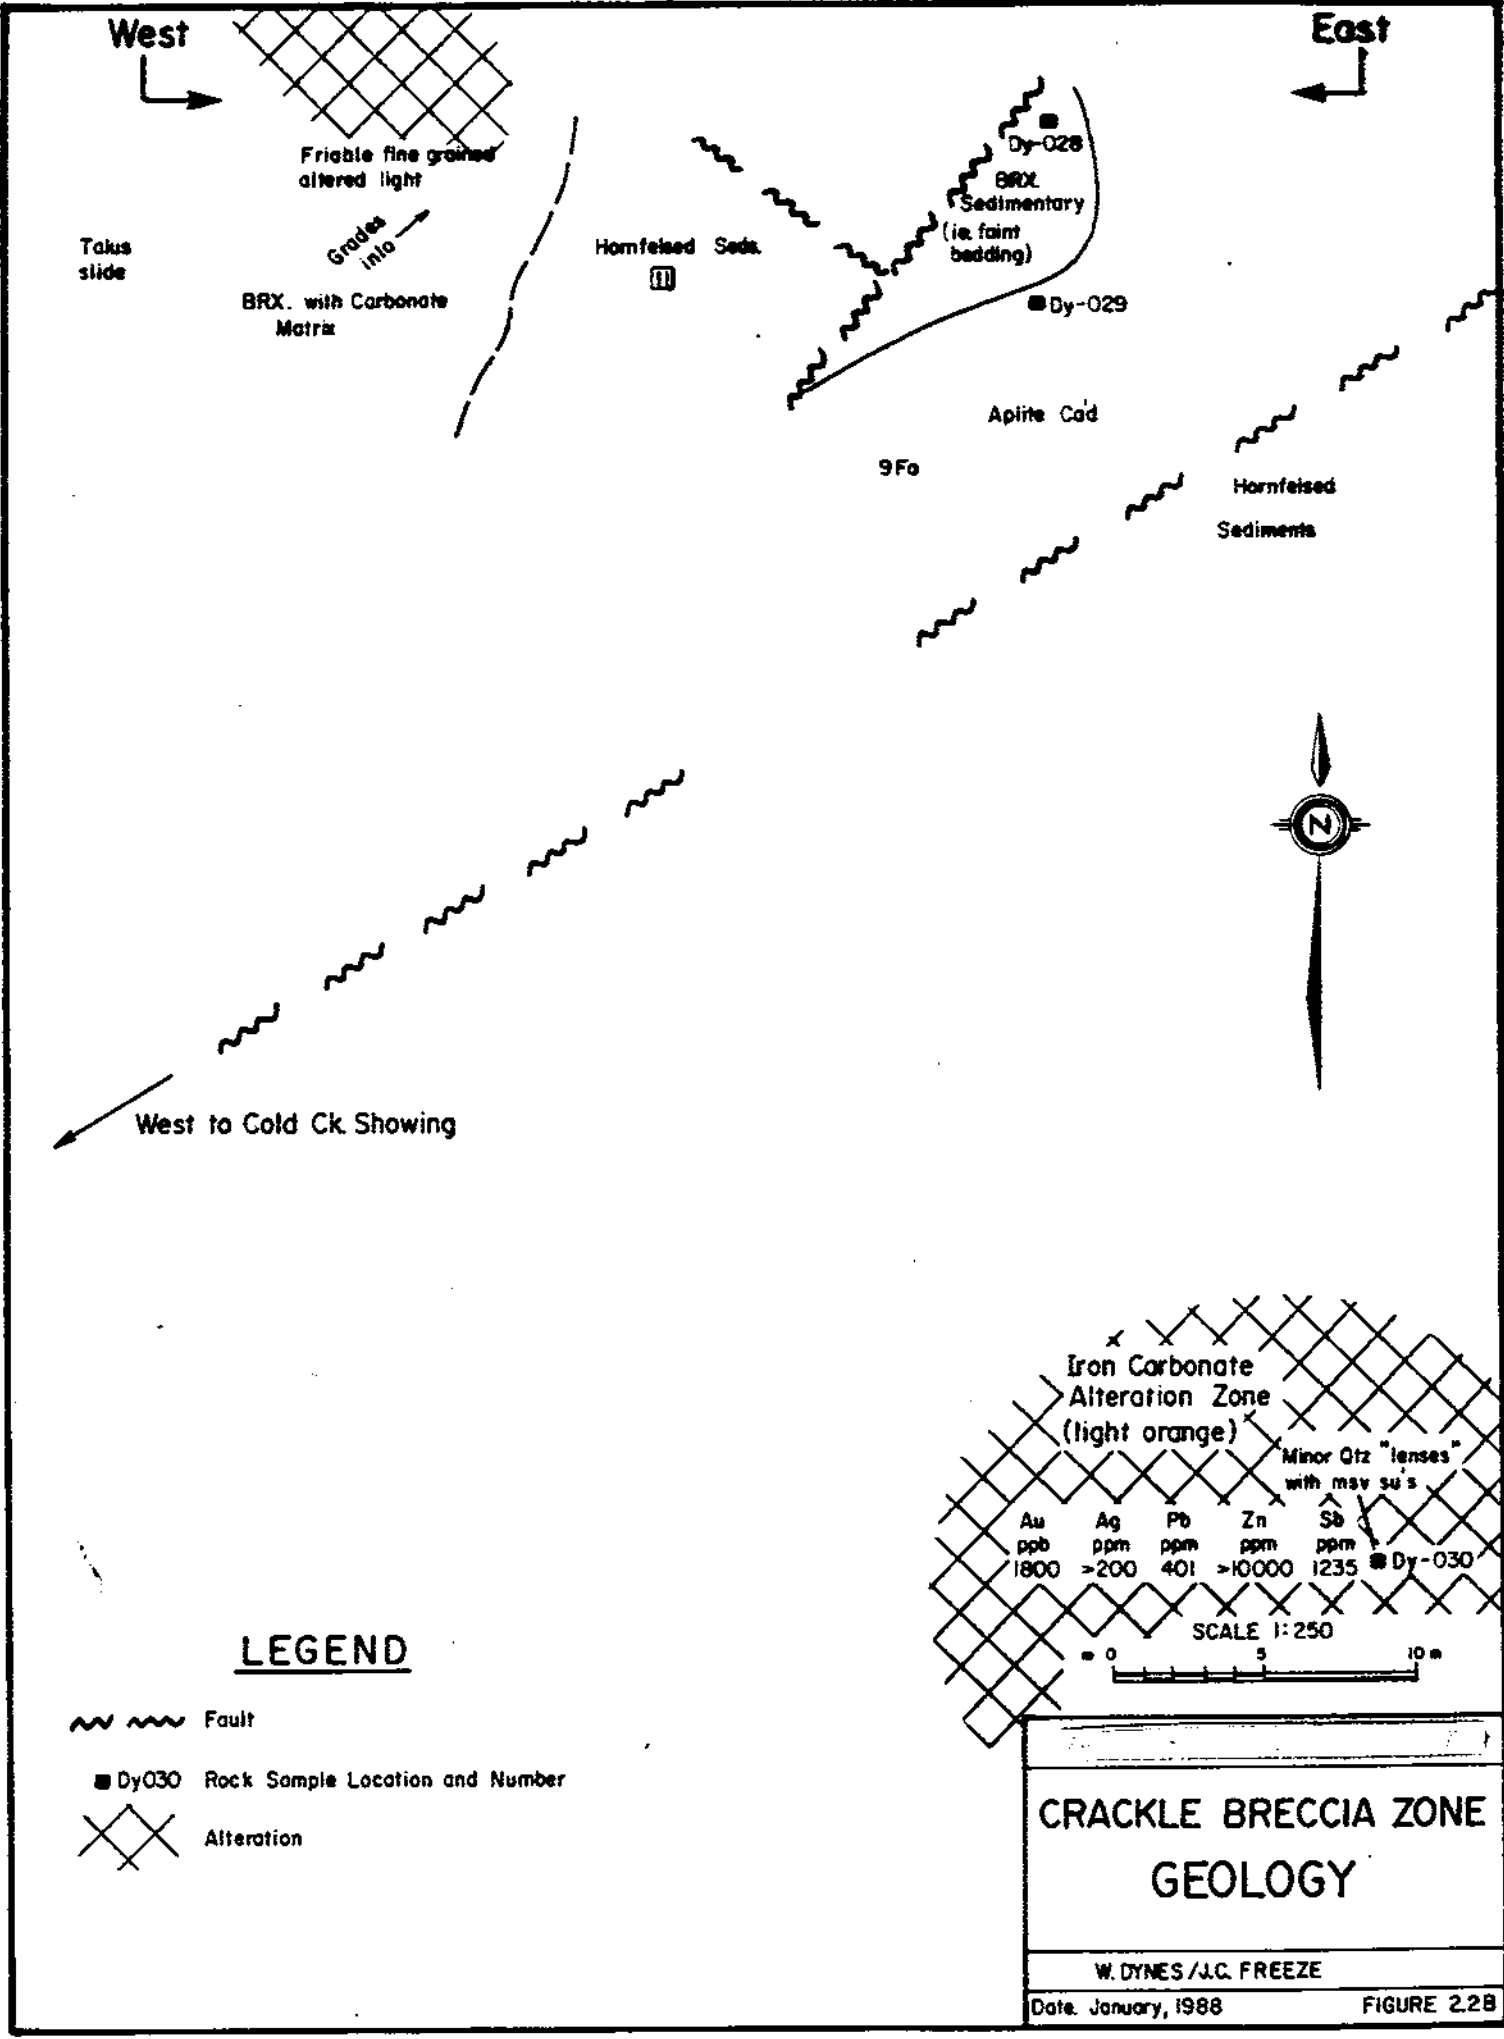 West
East
Friable fine grained
altered light
Grades
into
Talus
slide
BRX. with Carbonate
Matrix
Hornfelsed Seds.
Dy-028
BRX.
Sedimentary
(ie. faint
bedding)
Dy-029
Aplite
9Fa
Hornfelsed
Sediments
N
West to Cold Ck. Showing
Iron Carbonate
Alteration Zone
(light orange)
Minor Qtz "lenses"
with msv su's
Au Ag Pb Zn Sb
ppb ppm ppm ppm ppm
1800 >200 401 >10000 1235
Dy-030
SCALE 1:250
m 0 5 10 m
LEGEND
Fault
Dy030 Rock Sample Location and Number
Alteration
CRACKLE BRECCIA ZONE
GEOLOGY
W. DYNES/J.C. FREEZE
Date. January, 1988 FIGURE 2.2B